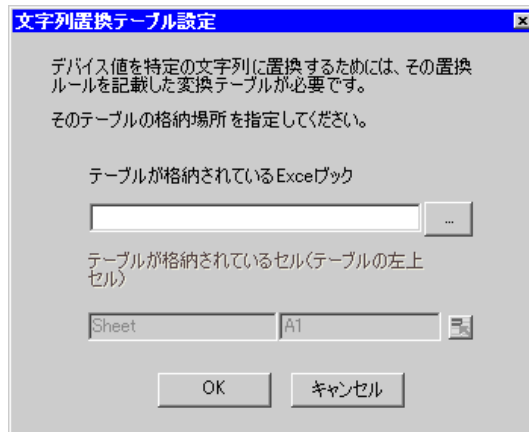 文字列置換テーブル設定
デバイス値を特定の文字列に置換するためには、その置換
ルールを記載した変換テーブルが必要です。
そのテーブルの格納場所を指定してください。
テーブルが格納されているExcelブック
...
テーブルが格納されているセル(テーブルの左上
セル)
Sheet A1
OK キャンセル